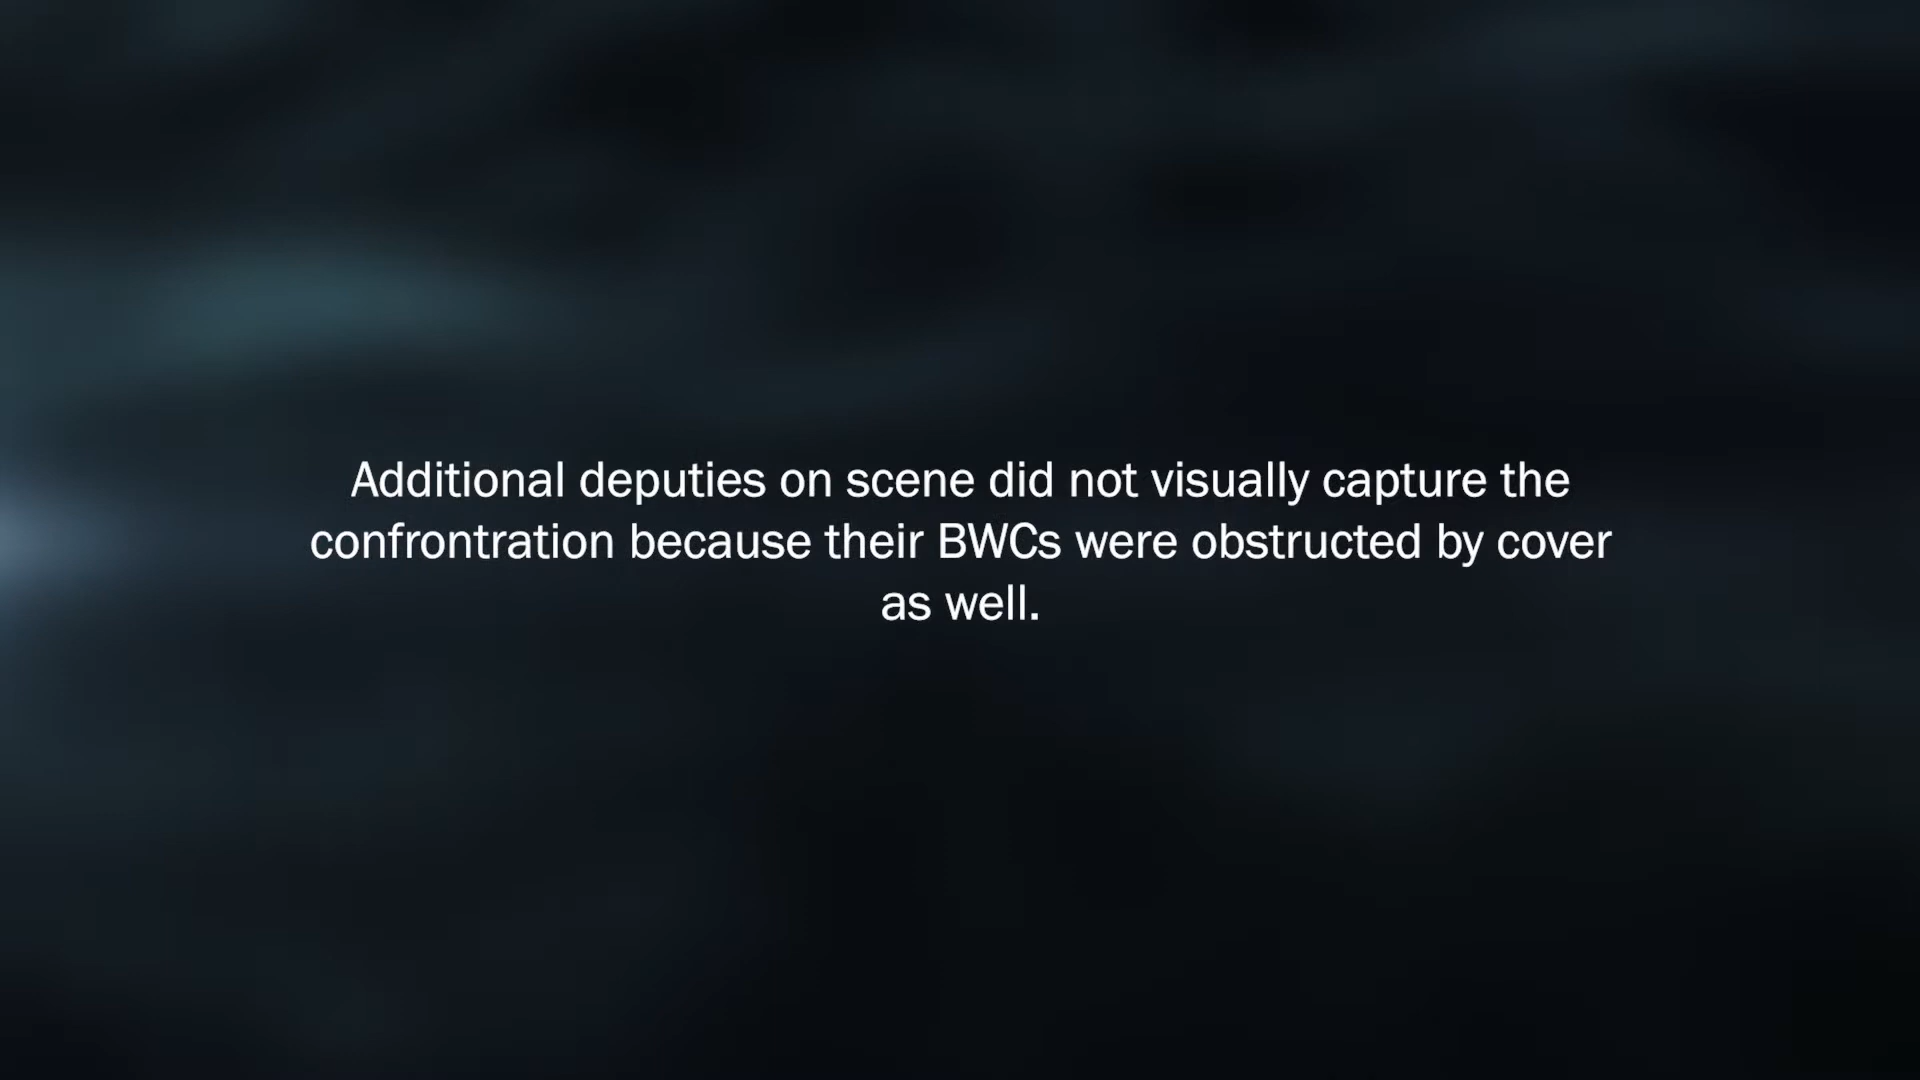 Additional deputies on scene did not visually capture the
confrontration because their BWCs were obstructed by cover
as well.